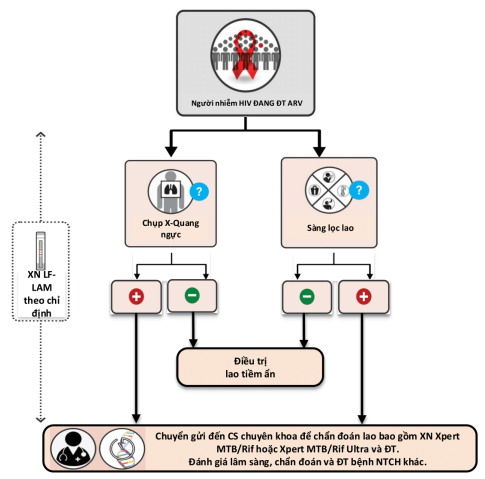 Người nhiễm HIV ĐANG ĐT ARV
?
?
Chụp X-Quang
ngực
Sàng lọc lao
XN LF-
LAM
theo chỉ
định
Điều trị
lao tiềm ẩn
Chuyển gửi đến CS chuyên khoa để chẩn đoán lao bao gồm XN Xpert
MTB/Rif hoặc Xpert MTB/Rif Ultra và ĐT.
Đánh giá lâm sàng, chẩn đoán và ĐT bệnh NTCH khác.